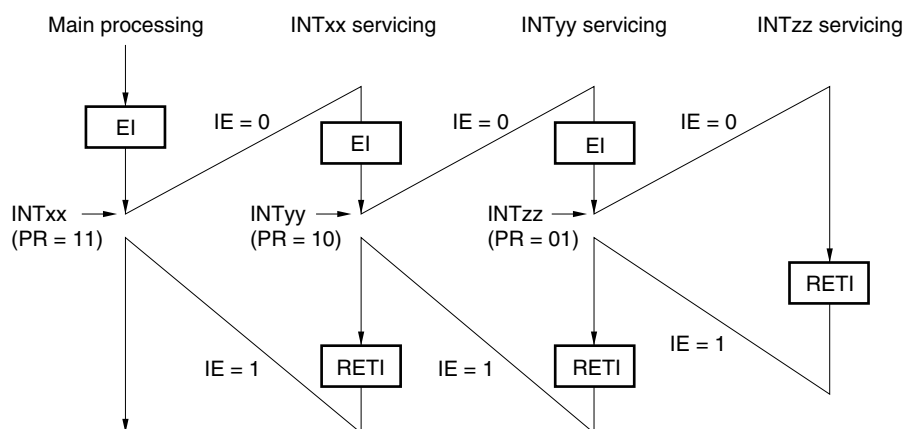 Main processing INTxx servicing INTyy servicing INTzz servicing
IE = 0 IE = 0 IE = 0
EI EI EI
INTxx INTyy INTzz
(PR = 11) (PR = 10) (PR = 01)
RETI
IE = 1 RETI IE = 1 RETI IE = 1